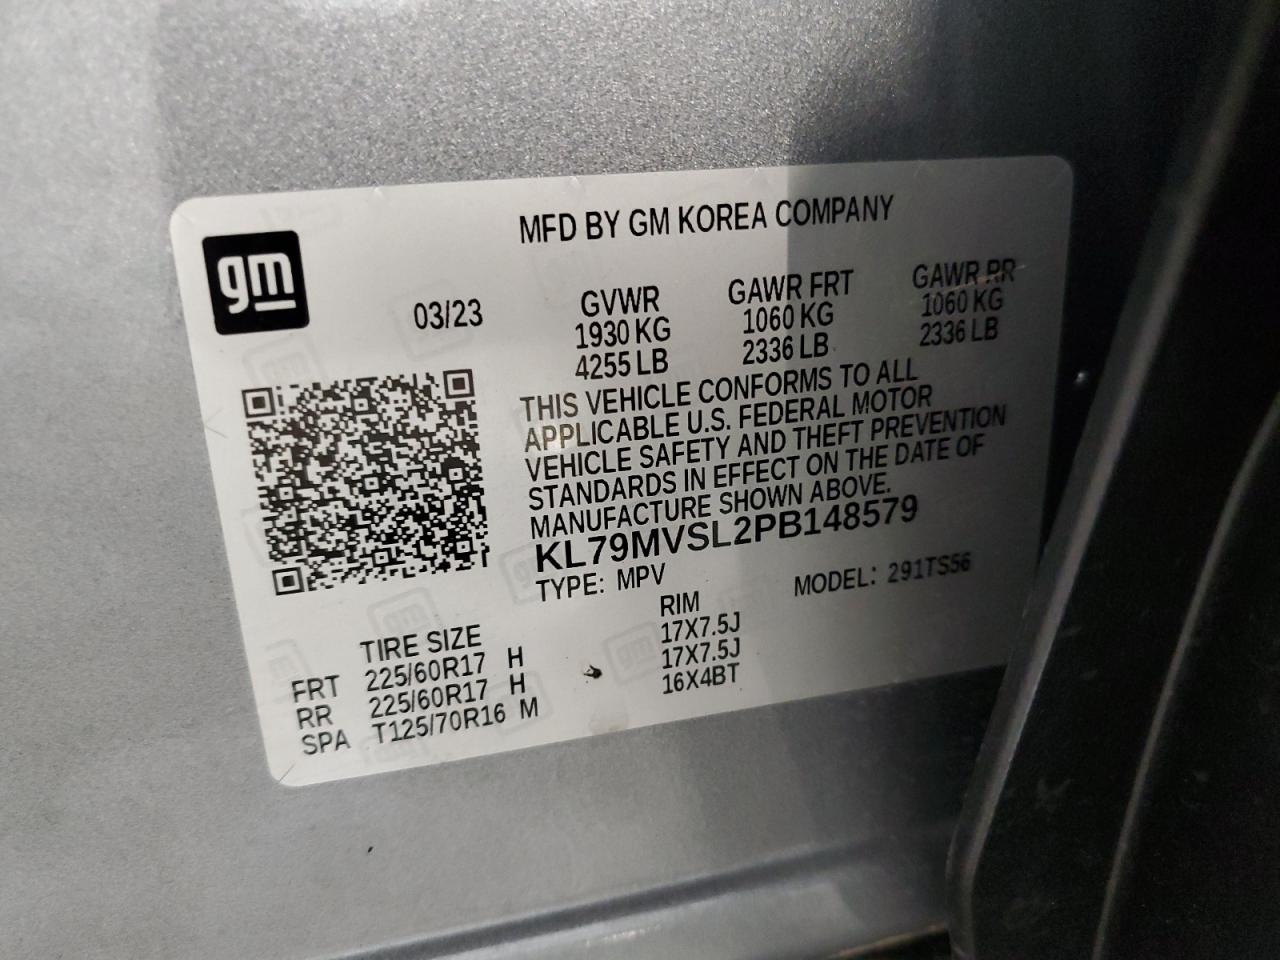 MFD BY GM KOREA COMPANY
gm
03/23
GVWR
1930 KG
4255 LB
GAWR FRT
1060 KG
2336 LB
GAWR RR
1060 KG
2336 LB
THIS VEHICLE CONFORMS TO ALL
APPLICABLE U.S. FEDERAL MOTOR
VEHICLE SAFETY AND THEFT PREVENTION
STANDARDS IN EFFECT ON THE DATE OF
MANUFACTURE SHOWN ABOVE.
KL79MVSL2PB148579
TYPE: MPV MODEL: 291TS56
TIRE SIZE RIM
FRT 225/60R17 H 17X7.5J
RR 225/60R17 H 17X7.5J
SPA T125/70R16 M 16X4BT